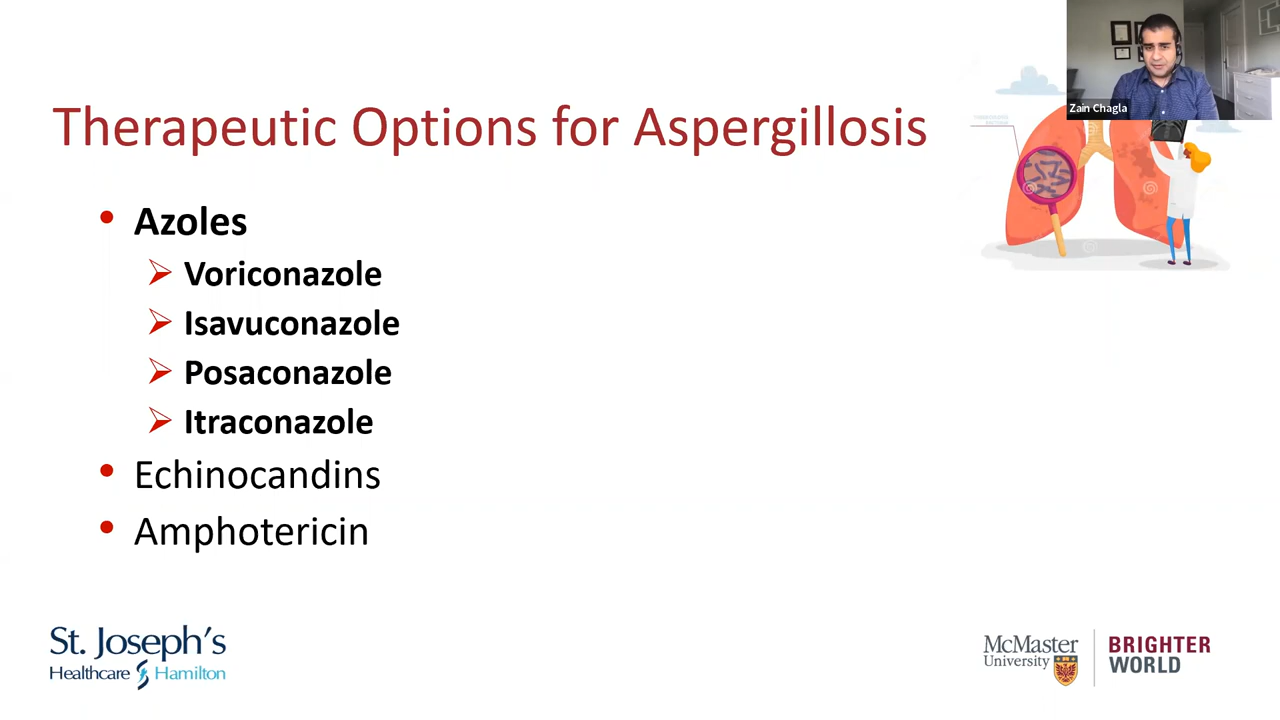 Zain Chagla
Therapeutic Options for Aspergillosis
• Azoles
➢ Voriconazole
➢ Isavuconazole
➢ Posaconazole
➢ Itraconazole
• Echinocandins
• Amphotericin
St. Joseph's
Healthcare Hamilton
McMaster
University
BRIGHTER
WORLD